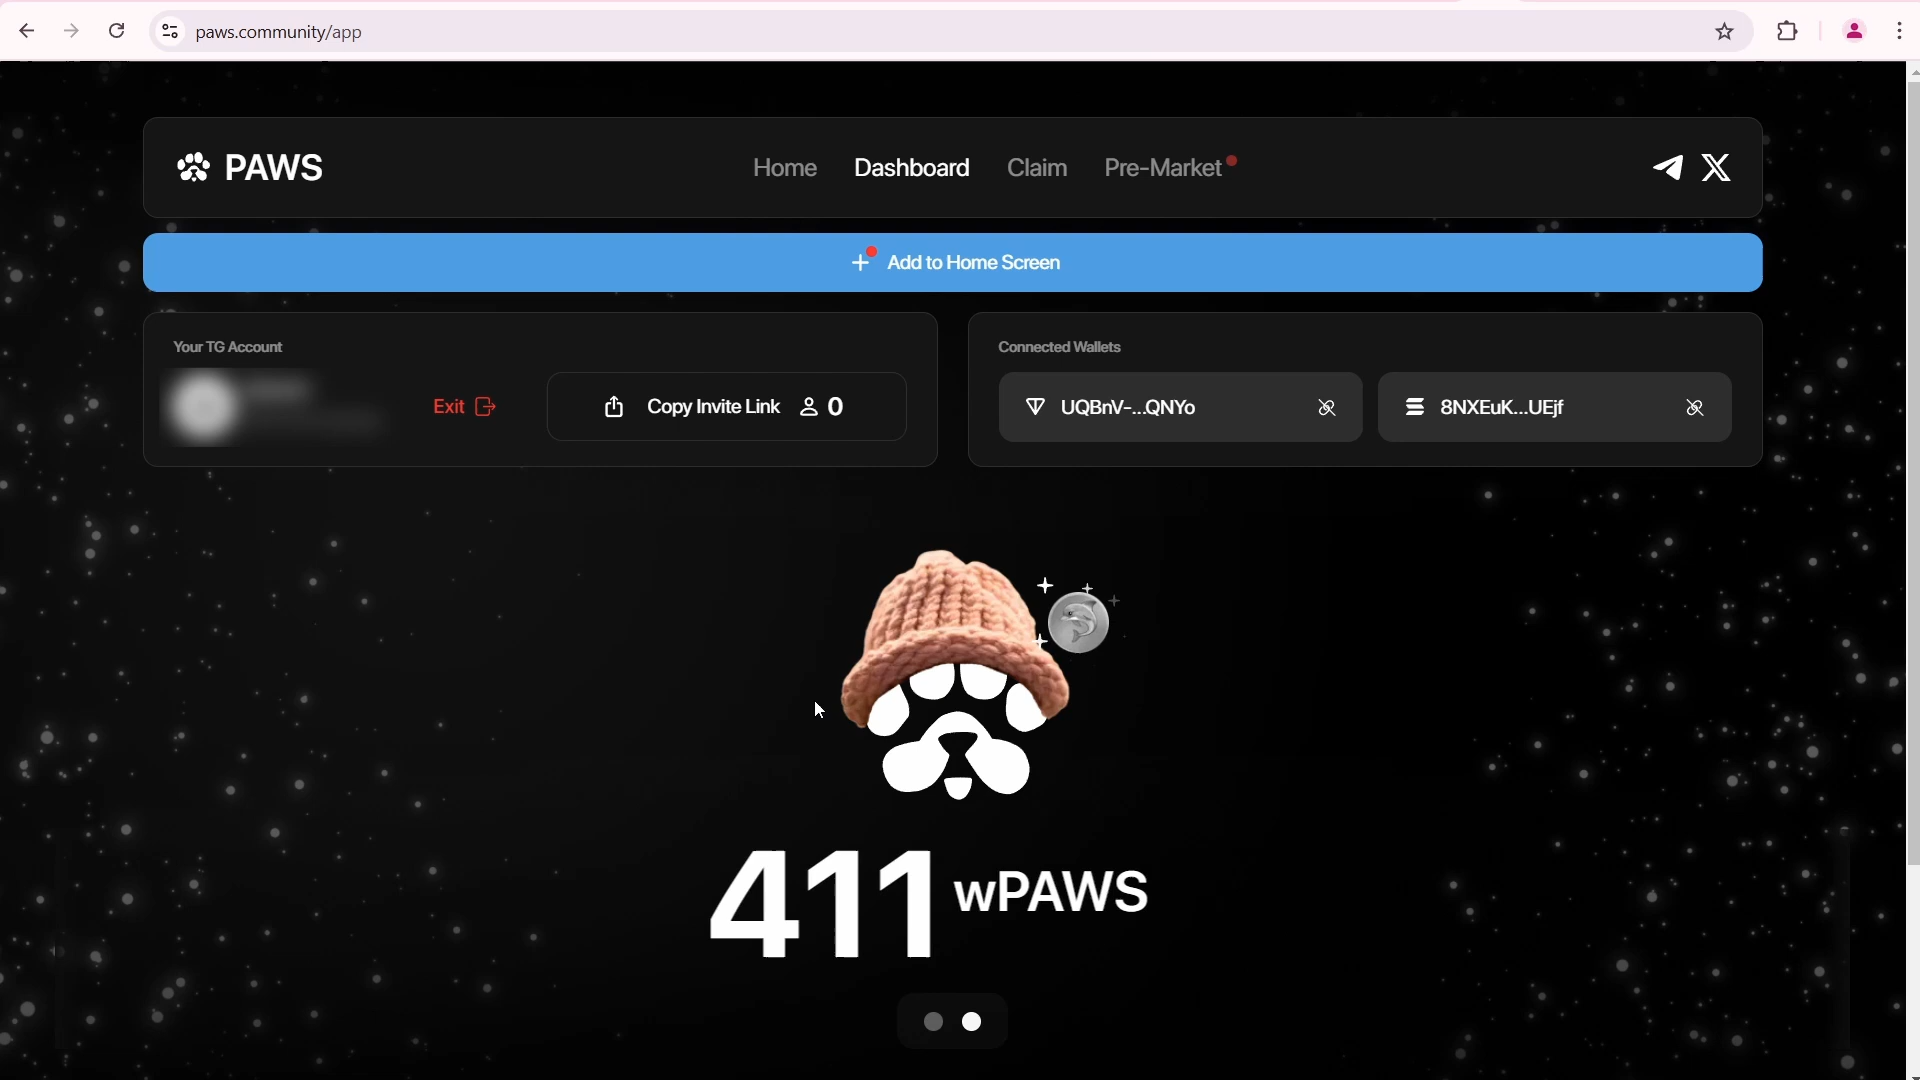 paws.community/app
PAWS
Home Dashboard Claim Pre-Market
Add to Home Screen
Your TG Account
Exit
Copy Invite Link 0
Connected Wallets
UQBnV-...QNYo
8NXEuK...UEjf
411 wPAWS